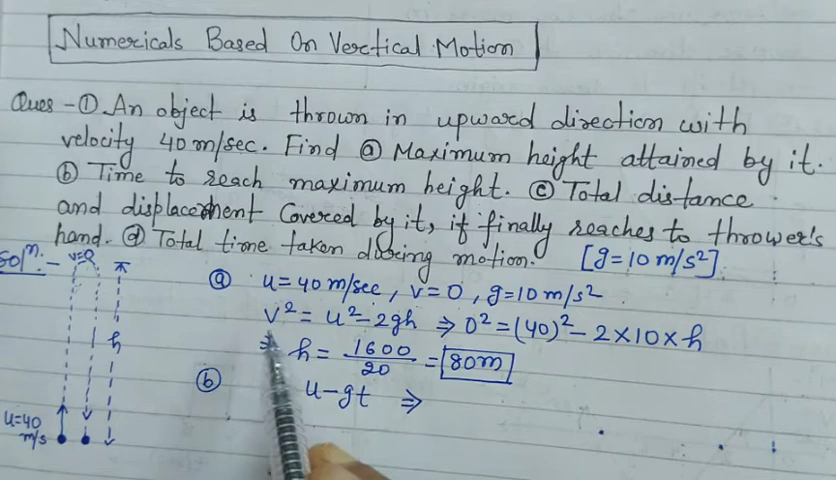 Numericals Based On Verctical Motion
Ques -① An object is thrown in upward direction with
velocity 40 m/sec. Find ⓐ Maximum height attained by it.
ⓑ Time to reach maximum height. ⓒ Total distance
and displacement Covered by it, if finally reaches to thrower's
hand. ⓓ Total time taken during motion. [g=10 m/s²]
Solⁿ:- v=0
ⓐ u=40 m/sec, v=0, g=10 m/s²
v² = u²-2gh ⇒ 0² = (40)² - 2×10×h
h
⇒ h = 1600/20 = 80m
ⓑ u-gt ⇒
u=40
m/s